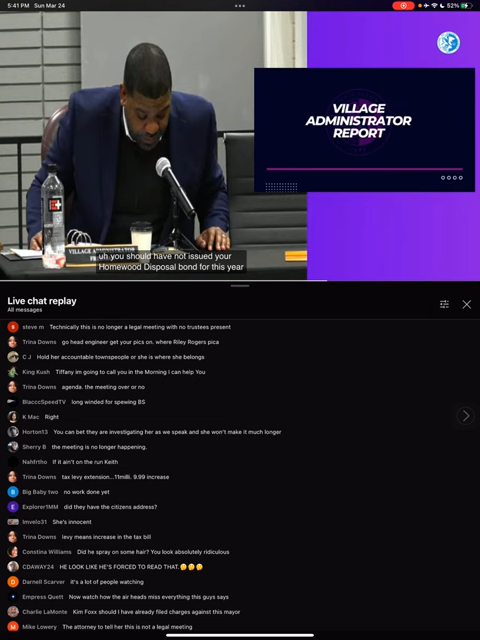 5:41 PM Sun Mar 24
52%
VILLAGE
ADMINISTRATOR
REPORT
VILLAGE ADMINISTRATOR
uh you should have not issued your
Homewood Disposal bond for this year
Live chat replay
All messages
steve m Technically this is no longer a legal meeting with no trustees present
Trina Downs go head engineer get your pics on. where Riley Rogers pica
C J Hold her accountable townspeople or she is where she belongs
King Kush Tiffany im going to call you in the Morning I can help You
Trina Downs agenda. the meeting over or no
BlacccSpeedTV long winded for spewing BS
K Mac Right
Horton13 You can bet they are investigating her as we speak and she won't make it much longer
Sherry B the meeting is no longer happening.
Nahfrtho If it ain't on the run Keith
Trina Downs tax levy extension...11milli. 9.99 increase
B Big Baby two no work done yet
E Explorer1MM did they have the citizens address?
Imvelo31 She's innocent
Trina Downs levy means increase in the tax bill
Constina Williams Did he spray on some hair? You look absolutely ridiculous
CDAWAY24 HE LOOK LIKE HE'S FORCED TO READ THAT.
D Darnell Scarver it's a lot of people watching
Empress Quett Now watch how the air heads miss everything this guys says
Charlie LaMonte Kim Foxx should I have already filed charges against this mayor
M Mike Lowery The attorney to tell her this is not a legal meeting